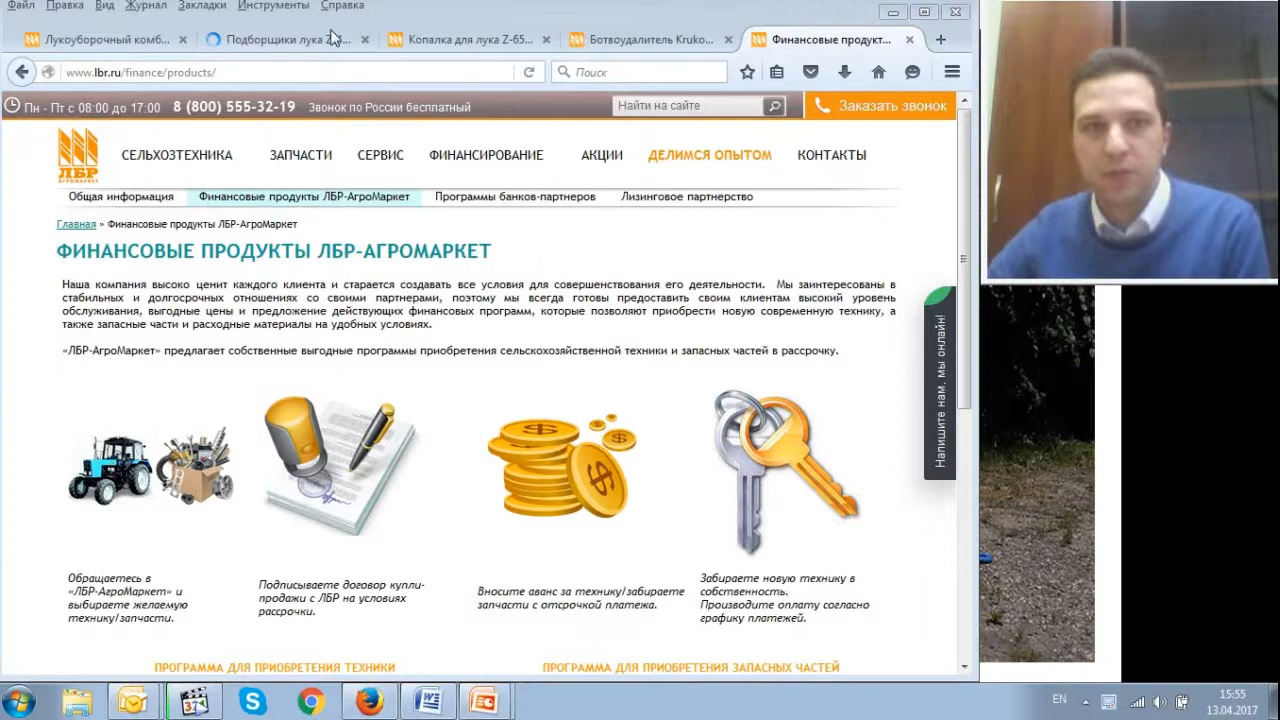 Файл Правка Вид Журнал Закладки Инструменты Справка
Лукоуборочный комб... Подборщики лука Z-... Копалка для лука Z-65... Ботвоудалитель Kruko... Финансовые продукт...
www.lbr.ru/finance/products/ Поиск
Пн - Пт с 08:00 до 17:00 8 (800) 555-32-19 Звонок по России бесплатный Найти на сайте Заказать звонок
ЛБР
АГРОМАРКЕТ
СЕЛЬХОЗТЕХНИКА ЗАПЧАСТИ СЕРВИС ФИНАНСИРОВАНИЕ АКЦИИ ДЕЛИМСЯ ОПЫТОМ КОНТАКТЫ
Общая информация Финансовые продукты ЛБР-АгроМаркет Программы банков-партнеров Лизинговое партнерство
Главная » Финансовые продукты ЛБР-АгроМаркет
ФИНАНСОВЫЕ ПРОДУКТЫ ЛБР-АГРОМАРКЕТ
Наша компания высоко ценит каждого клиента и старается создавать все условия для совершенствования его деятельности. Мы заинтересованы в
стабильных и долгосрочных отношениях со своими партнерами, поэтому мы всегда готовы предоставить своим клиентам высокий уровень
обслуживания, выгодные цены и предложение действующих финансовых программ, которые позволяют приобрести новую современную технику, а
также запасные части и расходные материалы на удобных условиях.
«ЛБР-АгроМаркет» предлагает собственные выгодные программы приобретения сельскохозяйственной техники и запасных частей в рассрочку.
Напишите нам, мы онлайн!
Обращаетесь в
«ЛБР-АгроМаркет» и
выбираете желаемую
технику/запчасти.
Подписываете договор купли-
продажи с ЛБР на условиях
рассрочки.
Вносите аванс за технику/забираете
запчасти с отсрочкой платежа.
Забираете новую технику в
собственность.
Производите оплату согласно
графику платежей.
ПРОГРАММА ДЛЯ ПРИОБРЕТЕНИЯ ТЕХНИКИ ПРОГРАММА ДЛЯ ПРИОБРЕТЕНИЯ ЗАПАСНЫХ ЧАСТЕЙ
EN 15:55
13.04.2017